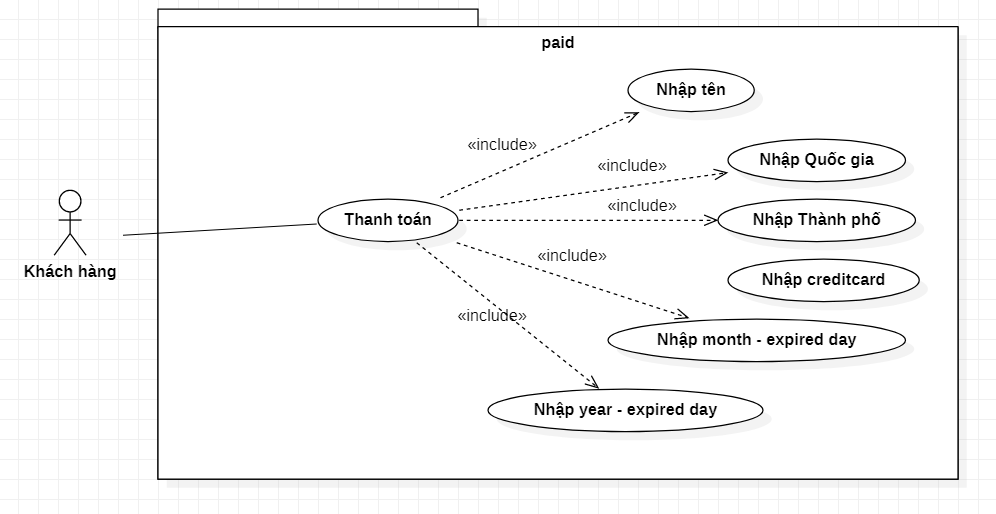 paid
Nhập tên
«include»
Nhập Quốc gia
«include»
Thanh toán
«include»
Nhập Thành phố
Khách hàng
«include»
Nhập creditcard
«include»
Nhập month - expired day
Nhập year - expired day